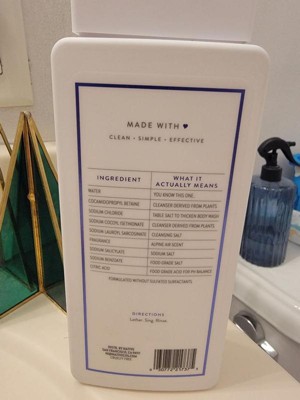 MADE WITH ♥
CLEAN • SIMPLE • EFFECTIVE
INGREDIENT WHAT IT ACTUALLY MEANS
WATER YOU KNOW THIS ONE
COCAMIDOPROPYL BETAINE CLEANSER DERIVED FROM PLANTS
SODIUM CHLORIDE TABLE SALT TO THICKEN BODY WASH
SODIUM COCOYL ISETHIONATE CLEANSER DERIVED FROM PLANTS
SODIUM LAUROYL SARCOSINATE CLEANSING SALT
FRAGRANCE
SODIUM SALICYLATE SODIUM SALT
SODIUM BENZOATE FOOD GRADE SALT
CITRIC ACID FOOD GRADE ACID FOR PH BALANCE
FORMULATED WITHOUT SULFATED SURFACTANTS.
DIRECTIONS
Lather. Sing. Rinse.
CRUELTY FREE